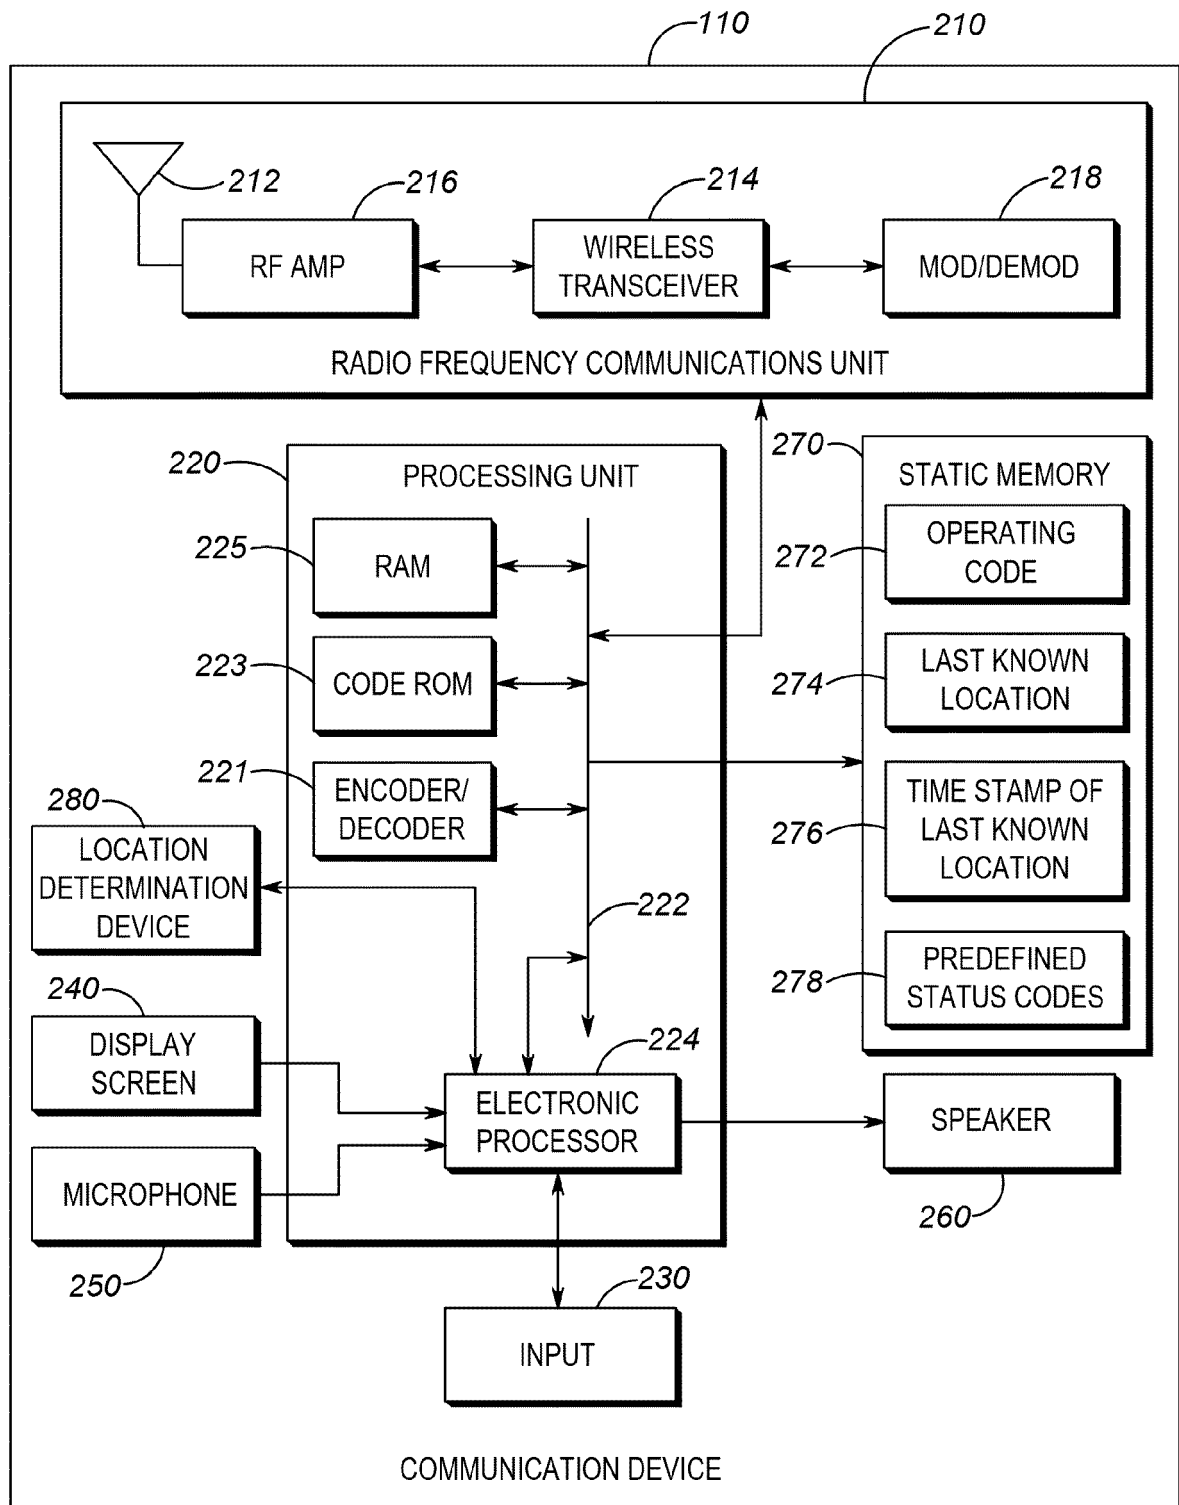 110
210
212
216
214
218
RF AMP
WIRELESS
TRANSCEIVER
MOD/DEMOD
RADIO FREQUENCY COMMUNICATIONS UNIT
220
PROCESSING UNIT
225
RAM
223
CODE ROM
221
ENCODER/
DECODER
222
224
ELECTRONIC
PROCESSOR
270
STATIC MEMORY
272
OPERATING
CODE
274
LAST KNOWN
LOCATION
276
TIME STAMP OF
LAST KNOWN
LOCATION
278
PREDEFINED
STATUS CODES
280
LOCATION
DETERMINATION
DEVICE
240
DISPLAY
SCREEN
MICROPHONE
250
SPEAKER
260
230
INPUT
COMMUNICATION DEVICE